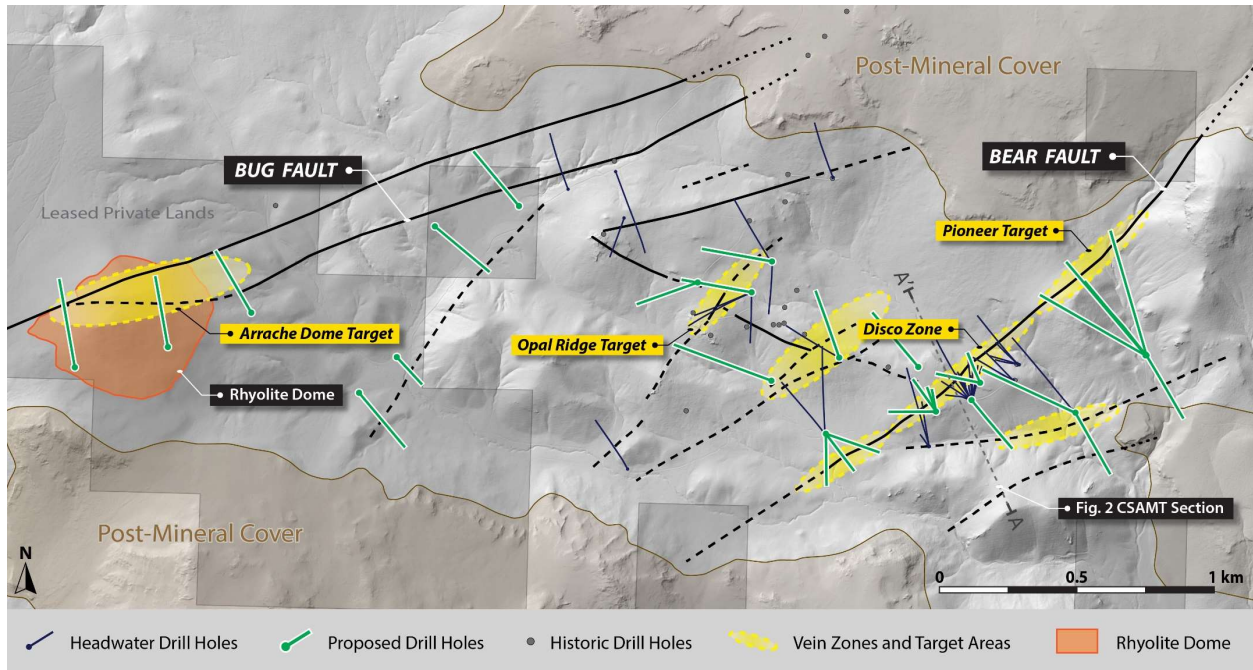 Post-Mineral Cover
BUG FAULT
BEAR FAULT
Leased Private Lands
Pioneer Target
A'
Arrache Dome Target
Opal Ridge Target
Disco Zone
Rhyolite Dome
Fig. 2 CSAMT Section
A
Post-Mineral Cover
N
0 0.5 1 km
Headwater Drill Holes Proposed Drill Holes Historic Drill Holes Vein Zones and Target Areas Rhyolite Dome